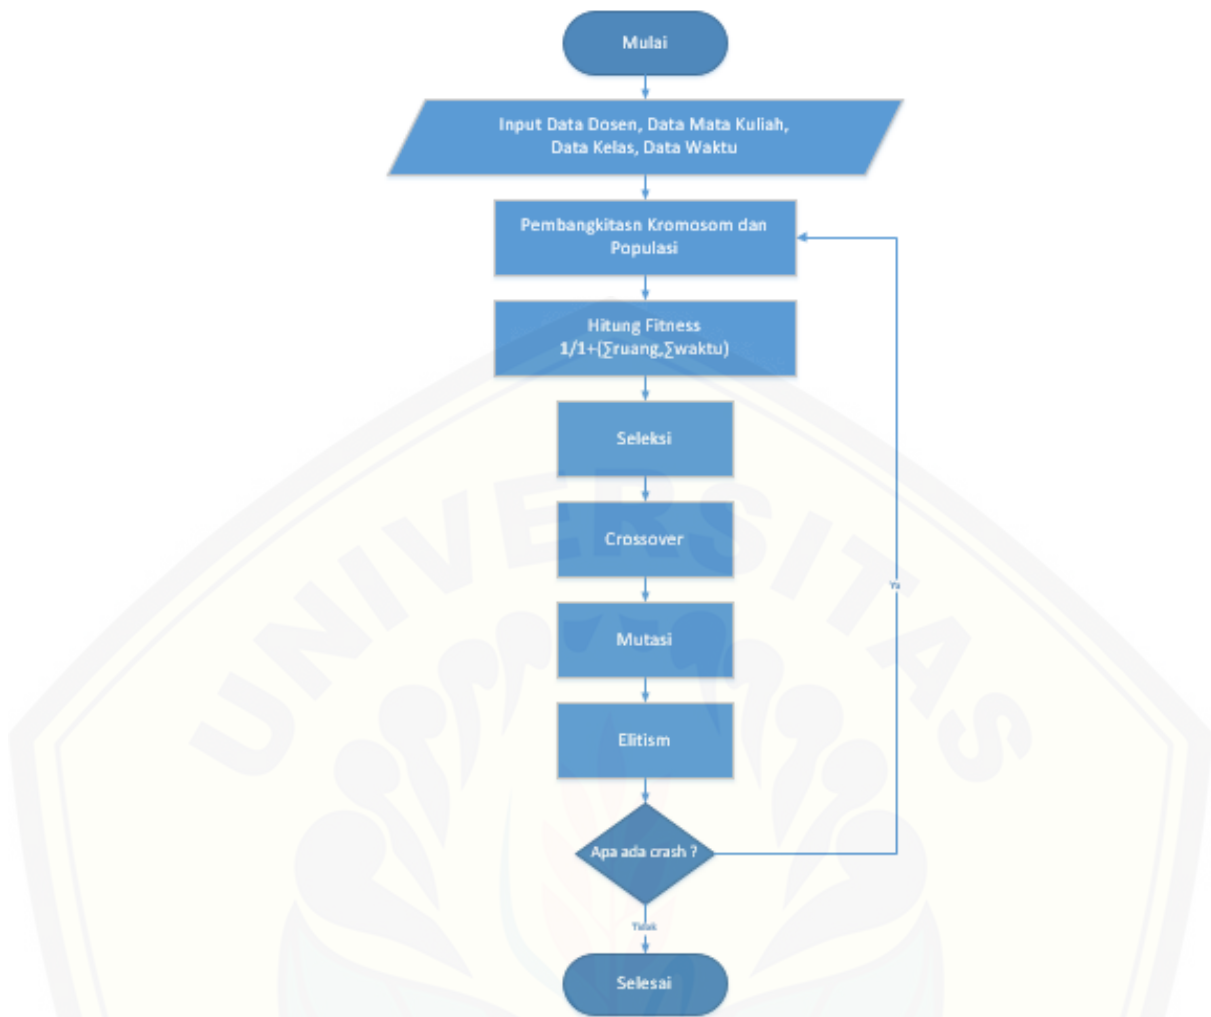 Mulai
Input Data Dosen, Data Mata Kuliah,
Data Kelas, Data Waktu
Pembangkitasn Kromosom dan
Populasi
Hitung Fitness
1/1+(∑ruang,∑waktu)
Seleksi
UNIVERSITAS
Crossover
Ya
Mutasi
Elitism
Apa ada crash ?
Tidak
Selesai